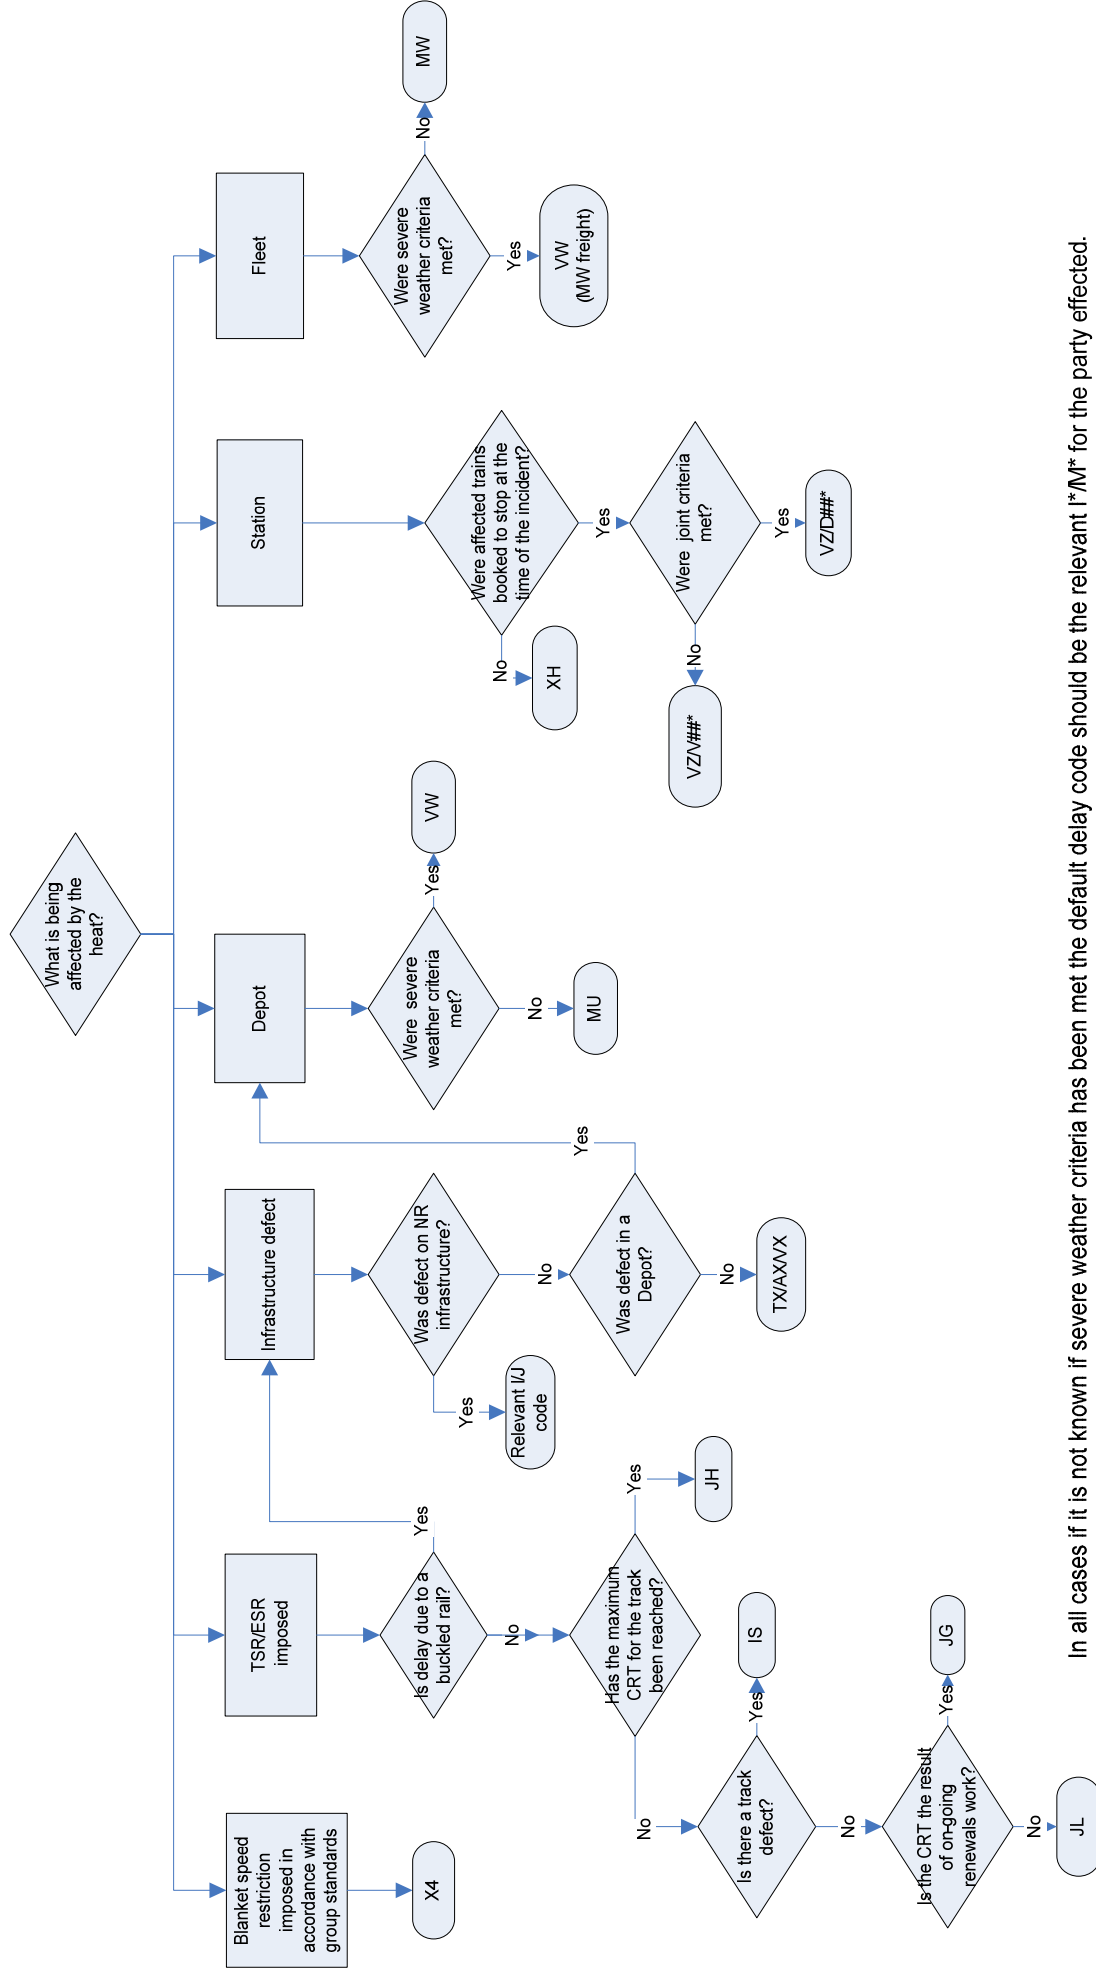 What is being
affected by the
heat?
Blanket speed
restriction
imposed in
accordance with
group standards
X4
TSR/ESR
imposed
Is delay due to a
buckled rail?
Yes
No
Has the maximum
CRT for the track
been reached?
Yes
JH
No
Is there a track
defect?
Yes
IS
No
Is the CRT the result
of on-going
renewals work?
Yes
JG
No
JL
Infrastructure defect
Was defect on NR
infrastructure?
Yes
Relevant I/J
code
No
Was defect in a
Depot?
Yes
No
TX/AX/VX
Depot
Were severe
weather criteria
met?
Yes
VW
No
MU
Station
Were affected trains
booked to stop at the
time of the incident?
No
XH
Yes
Were joint criteria
met?
No
VZ/V##*
Yes
VZ/D##*
Fleet
Were severe
weather criteria
met?
No
MW
Yes
VW
(MW freight)
In all cases if it is not known if severe weather criteria has been met the default delay code should be the relevant I*/M* for the party effected.